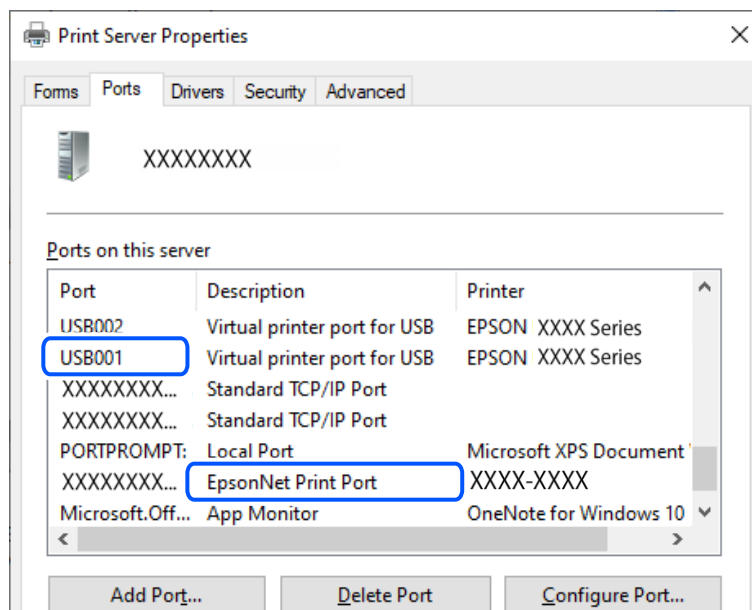 Print Server Properties
Forms Ports Drivers Security Advanced
XXXXXXXX
Ports on this server
Port Description Printer
USB002 Virtual printer port for USB EPSON XXXX Series
USB001 Virtual printer port for USB EPSON XXXX Series
XXXXXXXX... Standard TCP/IP Port
XXXXXXXX... Standard TCP/IP Port
PORTPROMPT: Local Port Microsoft XPS Document
XXXXXXXX... EpsonNet Print Port XXXX-XXXX
Microsoft.Off... App Monitor OneNote for Windows 10
Add Port... Delete Port Configure Port...